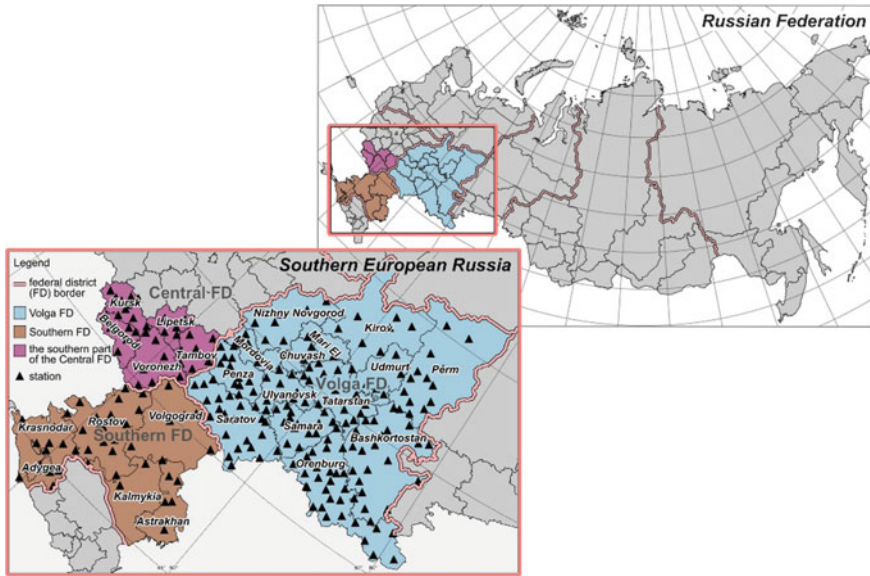 Russian Federation
Legend
federal district
(FD) border
Volga FD
Southern FD
the southern part
of the Central FD
station
Southern European Russia
Central FD
Kursk
Lipetsk
Belgorod
Tambov
Voronezh
Nizhny Novgorod
Kirov
Mordovia
Chuvash
Mari El
Udmurt
Perm
Penza
Volga FD
Ulyanovsk
Tatarstan
Saratov
Samara
Bashkortostan
Orenburg
Krasnodar
Rostov
Volgograd
Southern FD
Adygea
Kalmykia
Astrakhan